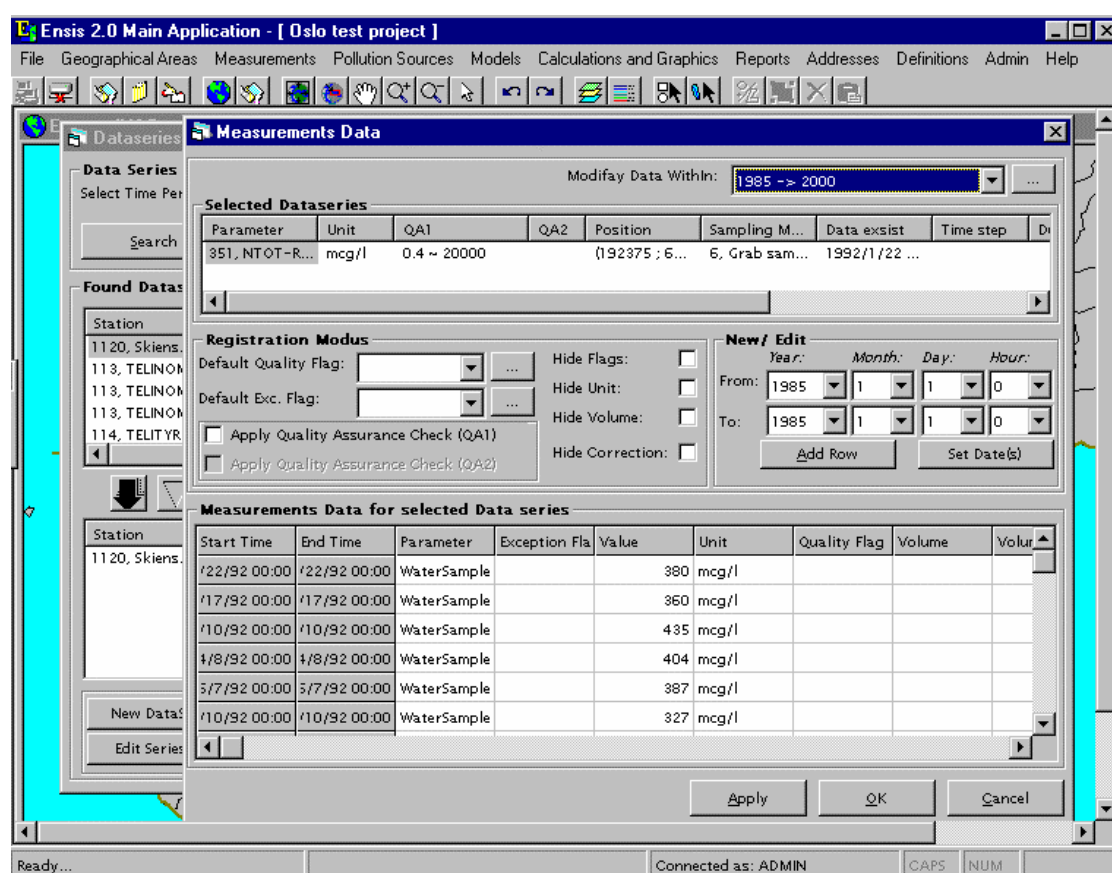 Ensis 2.0 Main Application - [ Oslo test project ]
File Geographical Areas Measurements Pollution Sources Models Calculations and Graphics Reports Addresses Definitions Admin Help
Dataseries
Measurements Data
Data Series
Select Time Per
Search
Found Datas
Station
1120, Skiens.
113, TELINOM
113, TELINOM
113, TELINOM
114, TELITYR
Station
1120, Skiens.
New DataS
Edit Series
Modifay Data WithIn: 1985 -> 2000 ...
Selected Dataseries
Parameter Unit QA1 QA2 Position Sampling M... Data exsist Time step
351, NTOT-R... mcg/l 0.4 ~ 20000 (192375 ; 6... 6, Grab sam... 1992/1/22 ...
Registration Modus
Default Quality Flag: ...
Default Exc. Flag: ...
Apply Quality Assurance Check (QA1)
Apply Quality Assurance Check (QA2)
Hide Flags:
Hide Unit:
Hide Volume:
Hide Correction:
New/ Edit
Year: Month: Day: Hour:
From: 1985 1 1 0
To: 1985 1 1 0
Add Row Set Date(s)
Measurements Data for selected Data series
Start Time End Time Parameter Exception Fla Value Unit Quality Flag Volume Volur
/22/92 00:00 /22/92 00:00 WaterSample 380 mcg/l
/17/92 00:00 /17/92 00:00 WaterSample 360 mcg/l
/10/92 00:00 /10/92 00:00 WaterSample 435 mcg/l
4/8/92 00:00 4/8/92 00:00 WaterSample 404 mcg/l
5/7/92 00:00 5/7/92 00:00 WaterSample 387 mcg/l
/10/92 00:00 /10/92 00:00 WaterSample 327 mcg/l
Apply OK Cancel
Ready... Connected as: ADMIN CAPS NUM